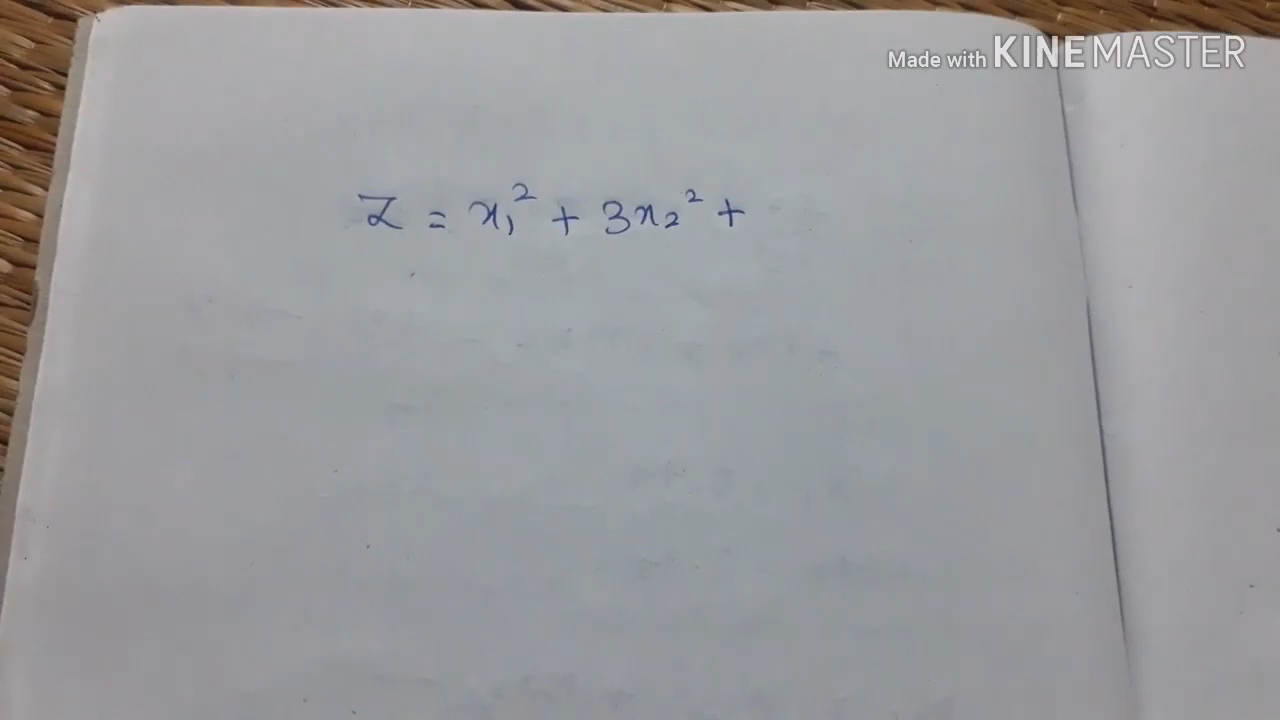 Made with KINEMASTER
Z = x₁² + 3x₂² +